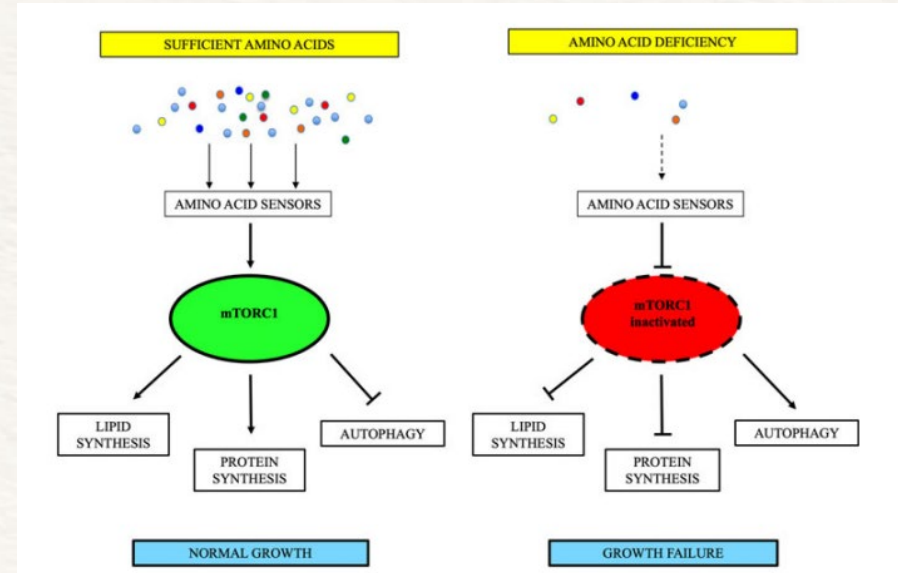 SUFFICIENT AMINO ACIDS
AMINO ACID SENSORS
mTORC1
LIPID
SYNTHESIS
PROTEIN
SYNTHESIS
AUTOPHAGY
NORMAL GROWTH
AMINO ACID DEFICIENCY
AMINO ACID SENSORS
mTORC1
inactivated
LIPID
SYNTHESIS
PROTEIN
SYNTHESIS
AUTOPHAGY
GROWTH FAILURE